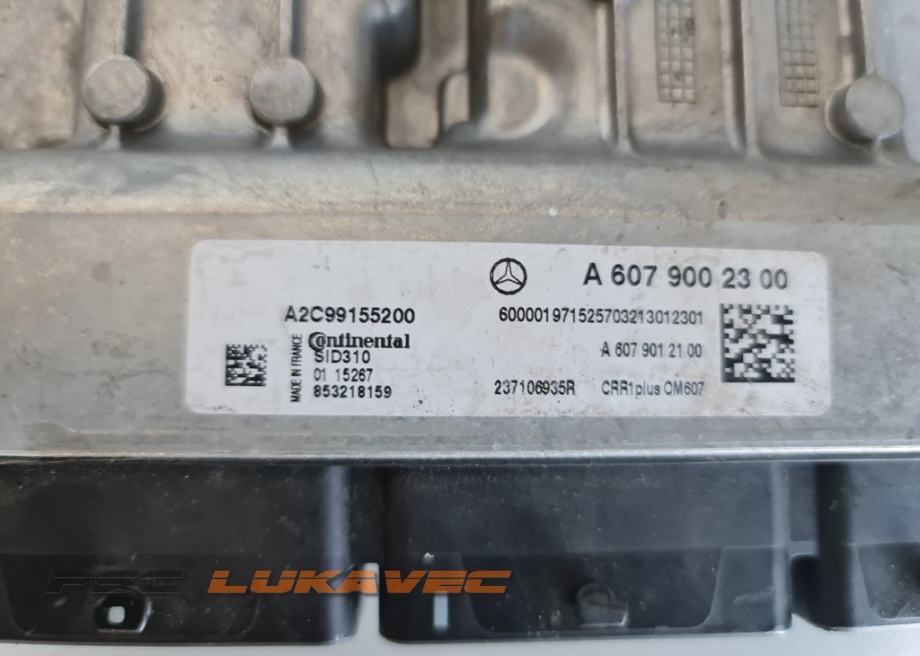 A 607 900 23 00
A2C99155200
600001971525703213012301
Continental
SID310
A 607 901 21 00
MADE IN FRANCE
01 15267
853218159
237106935R
CRR1plus OM607
PSC LUKAVEC